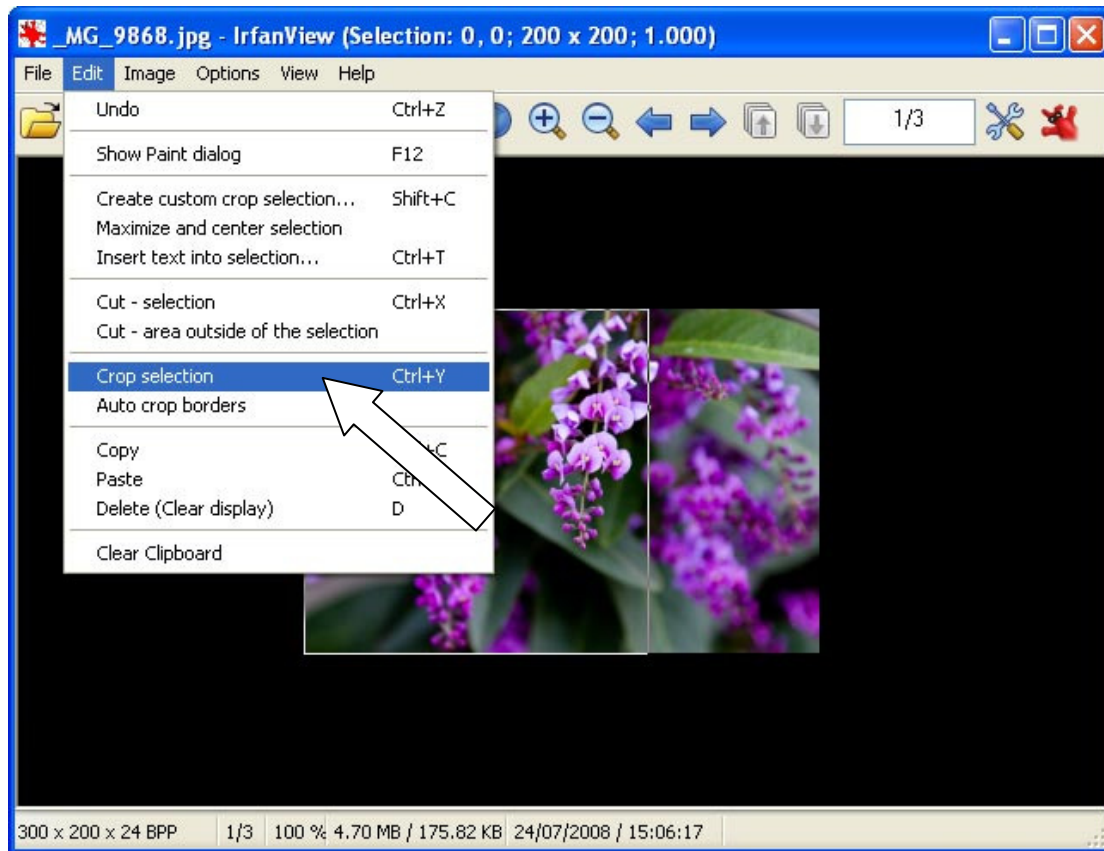 _MG_9868.jpg - IrfanView (Selection: 0, 0; 200 x 200; 1.000)
File Edit Image Options View Help
1/3
Undo Ctrl+Z
Show Paint dialog F12
Create custom crop selection... Shift+C
Maximize and center selection
Insert text into selection... Ctrl+T
Cut - selection Ctrl+X
Cut - area outside of the selection
Crop selection Ctrl+Y
Auto crop borders
Copy
Paste
Delete (Clear display) D
Clear Clipboard
300 x 200 x 24 BPP 1/3 100 % 4.70 MB / 175.82 KB 24/07/2008 / 15:06:17